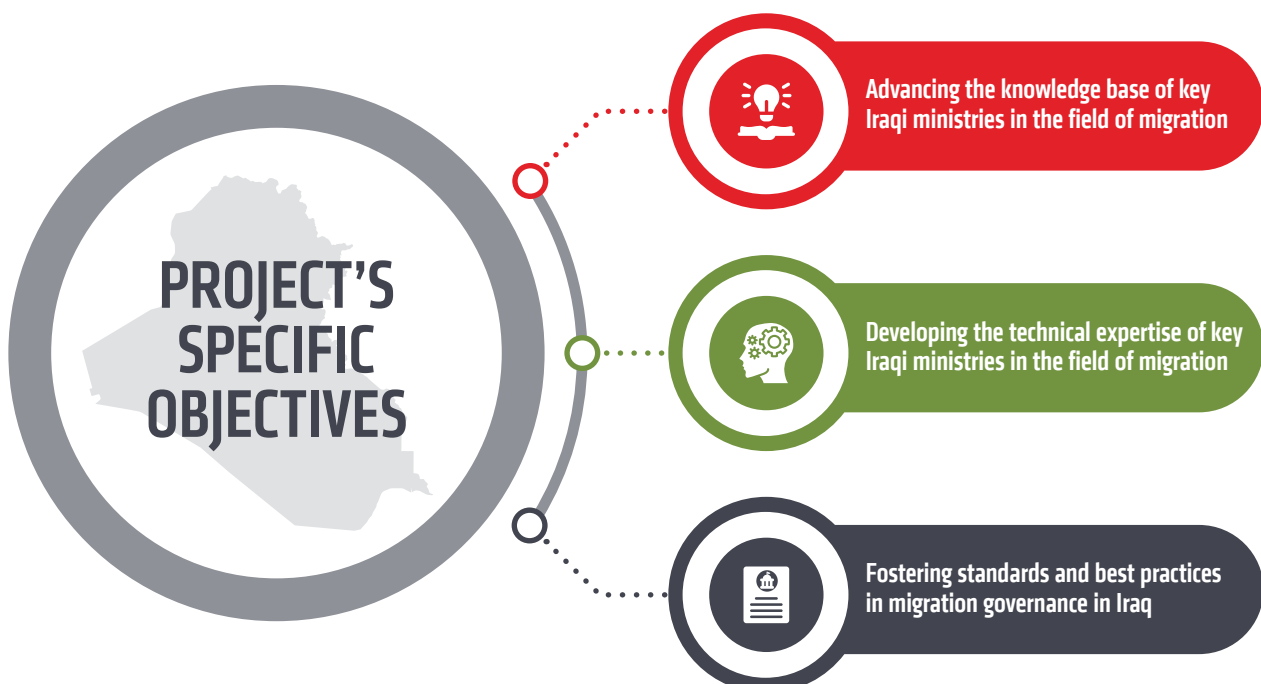 PROJECT’S
SPECIFIC
OBJECTIVES
Advancing the knowledge base of key
Iraqi ministries in the field of migration
Developing the technical expertise of key
Iraqi ministries in the field of migration
Fostering standards and best practices
in migration governance in Iraq